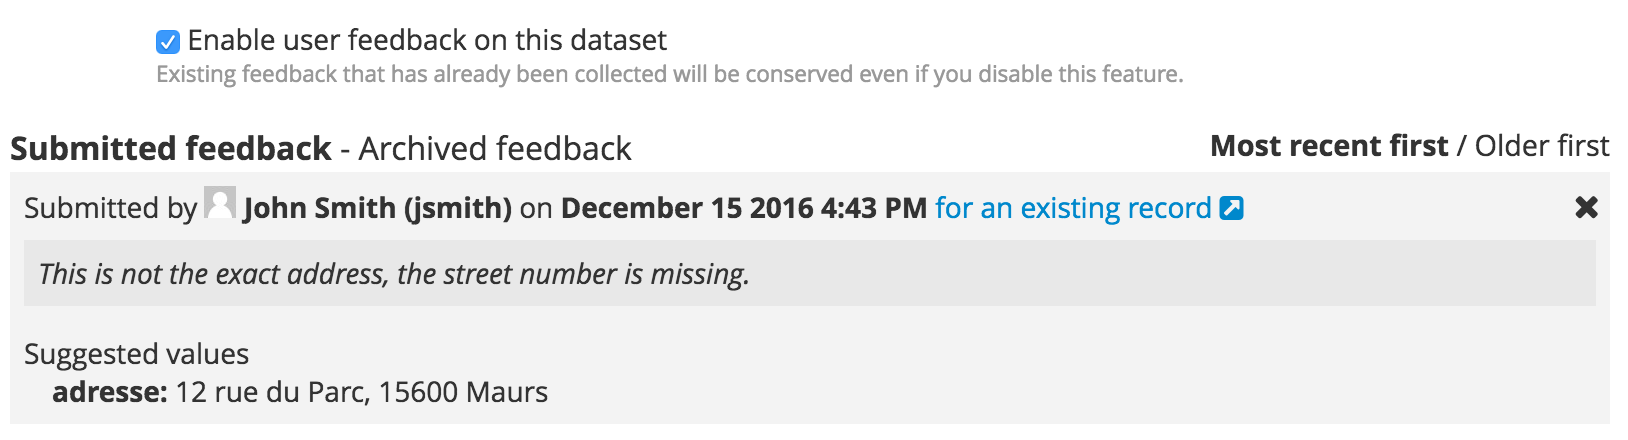 Enable user feedback on this dataset
Existing feedback that has already been collected will be conserved even if you disable this feature.
Submitted feedback - Archived feedback
Most recent first / Older first
Submitted by John Smith (jsmith) on December 15 2016 4:43 PM for an existing record
This is not the exact address, the street number is missing.
Suggested values
adresse: 12 rue du Parc, 15600 Maurs